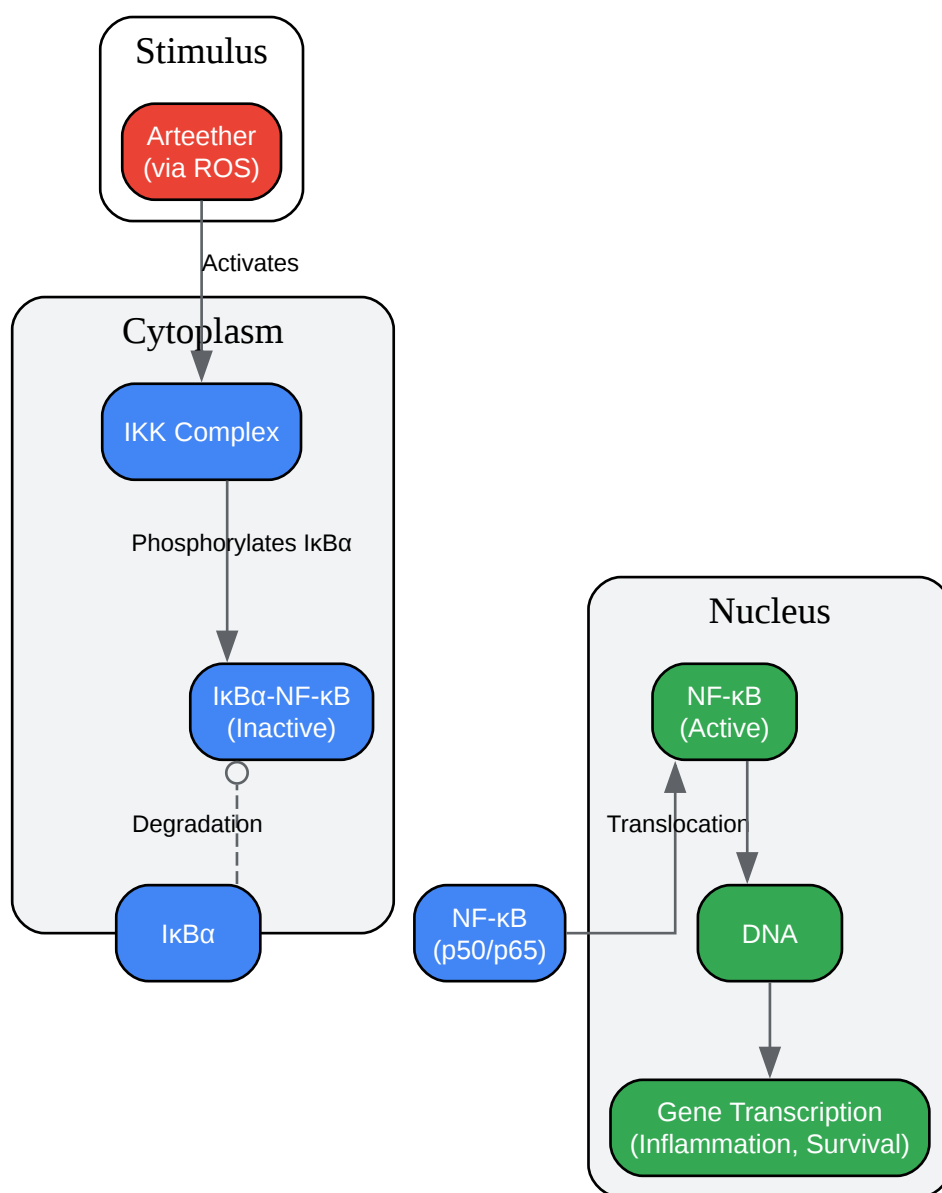 Stimulus
Arteether
(via ROS)
Activates
Cytoplasm
IKK Complex
Phosphorylates IκBα
IκBα-NF-κB
(Inactive)
Degradation
IκBα
NF-κB
(p50/p65)
Nucleus
NF-κB
(Active)
Translocation
DNA
Gene Transcription
(Inflammation, Survival)